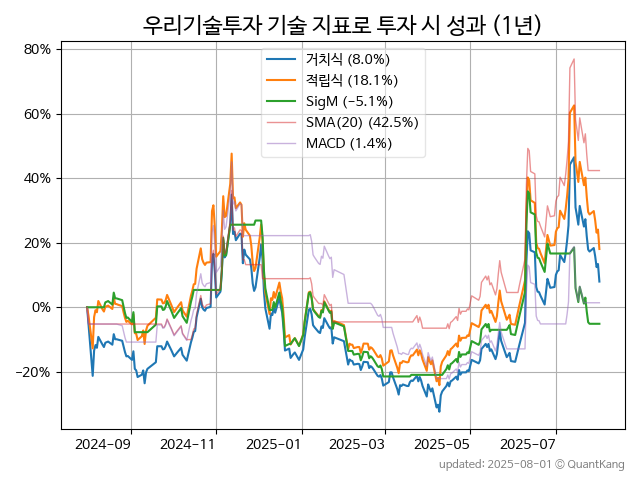 우리기술투자 기술 지표로 투자 시 성과 (1년)
80%
60%
40%
20%
0%
−20%
거치식 (8.0%)
적립식 (18.1%)
SigM (−5.1%)
SMA(20) (42.5%)
MACD (1.4%)
2024-09
2024-11
2025-01
2025-03
2025-05
2025-07
updated: 2025-08-01 © QuantKang